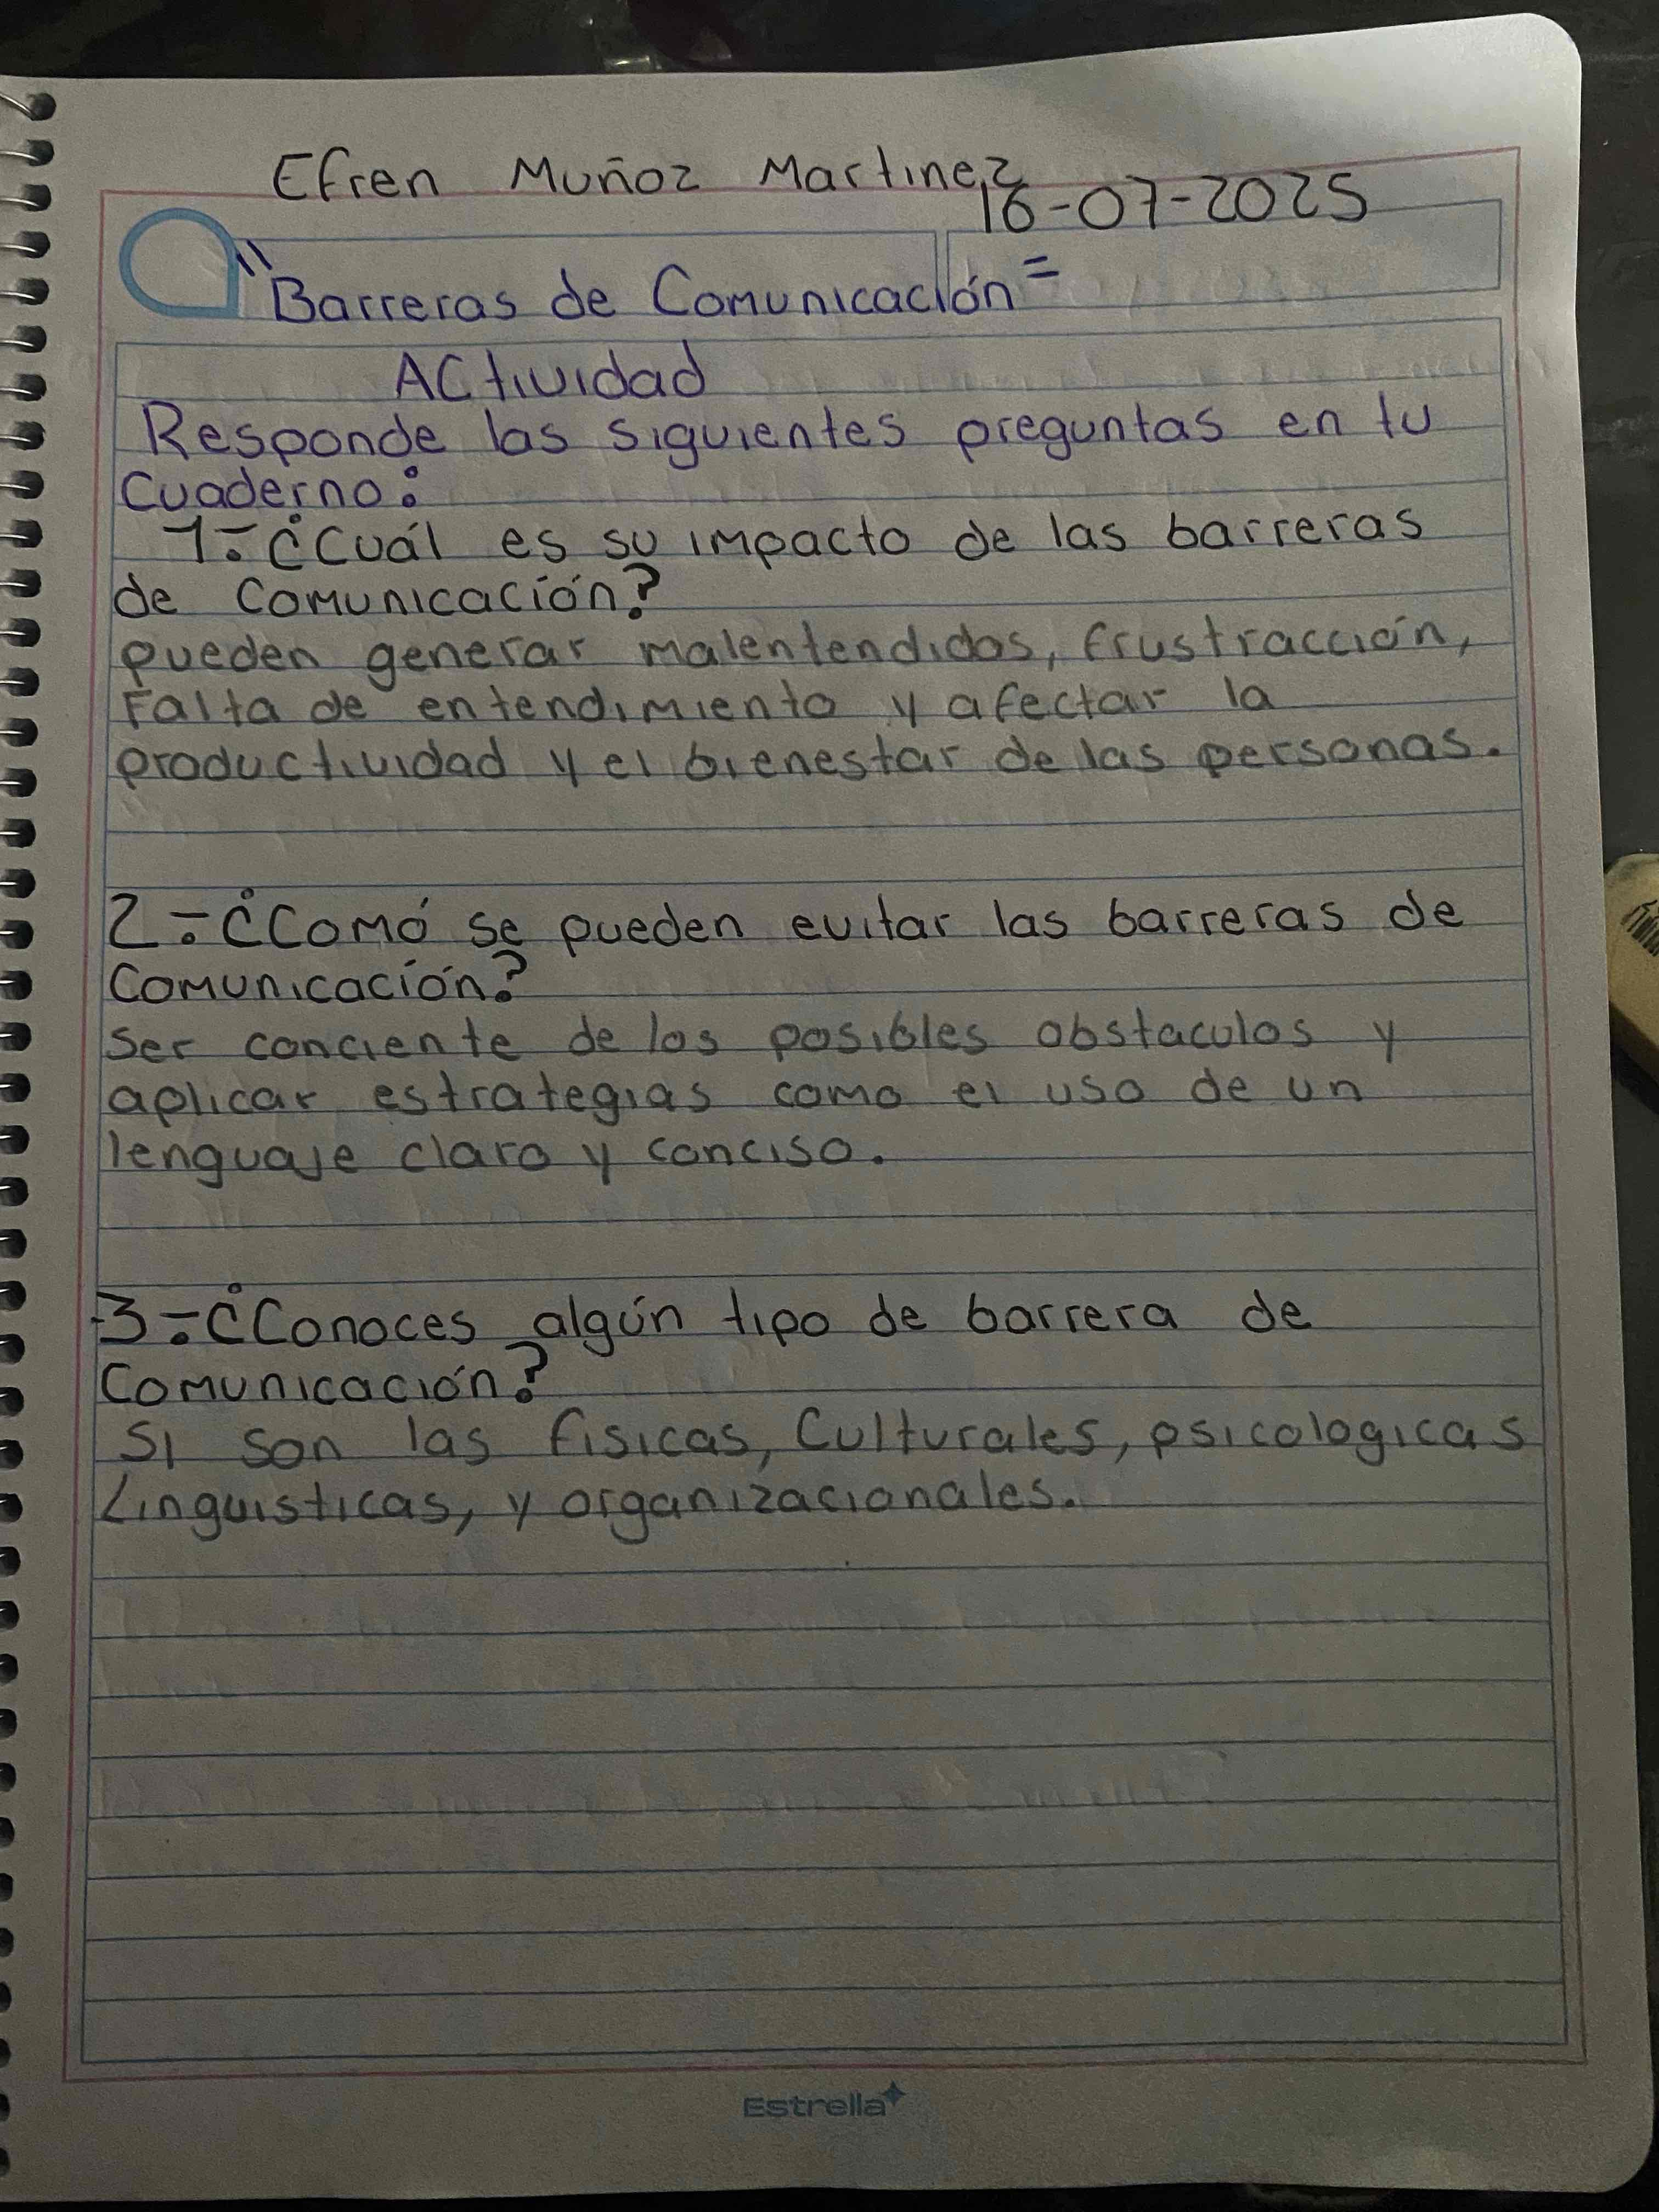 Efren Muñoz Martinez
16-07-2025
"Barreras de Comunicación"
ACtividad
Responde las siguientes preguntas en tu
Cuaderno:
1.- ¿Cuál es su impacto de las barreras
de Comunicación?
pueden generar malentendidos, frustracción,
Falta de entendimiento y afectar la
productividad y el bienestar de las personas.
2.- ¿Comó se pueden evitar las barreras de
Comunicación?
Ser conciente de los posibles obstaculos y
aplicar estrategias como el uso de un
lenguaje claro y conciso.
3.- ¿Conoces algún tipo de barrera de
Comunicación?
Si son las fisicas, Culturales, psicologicas
Linguisticas, y organizacionales.
Estrella